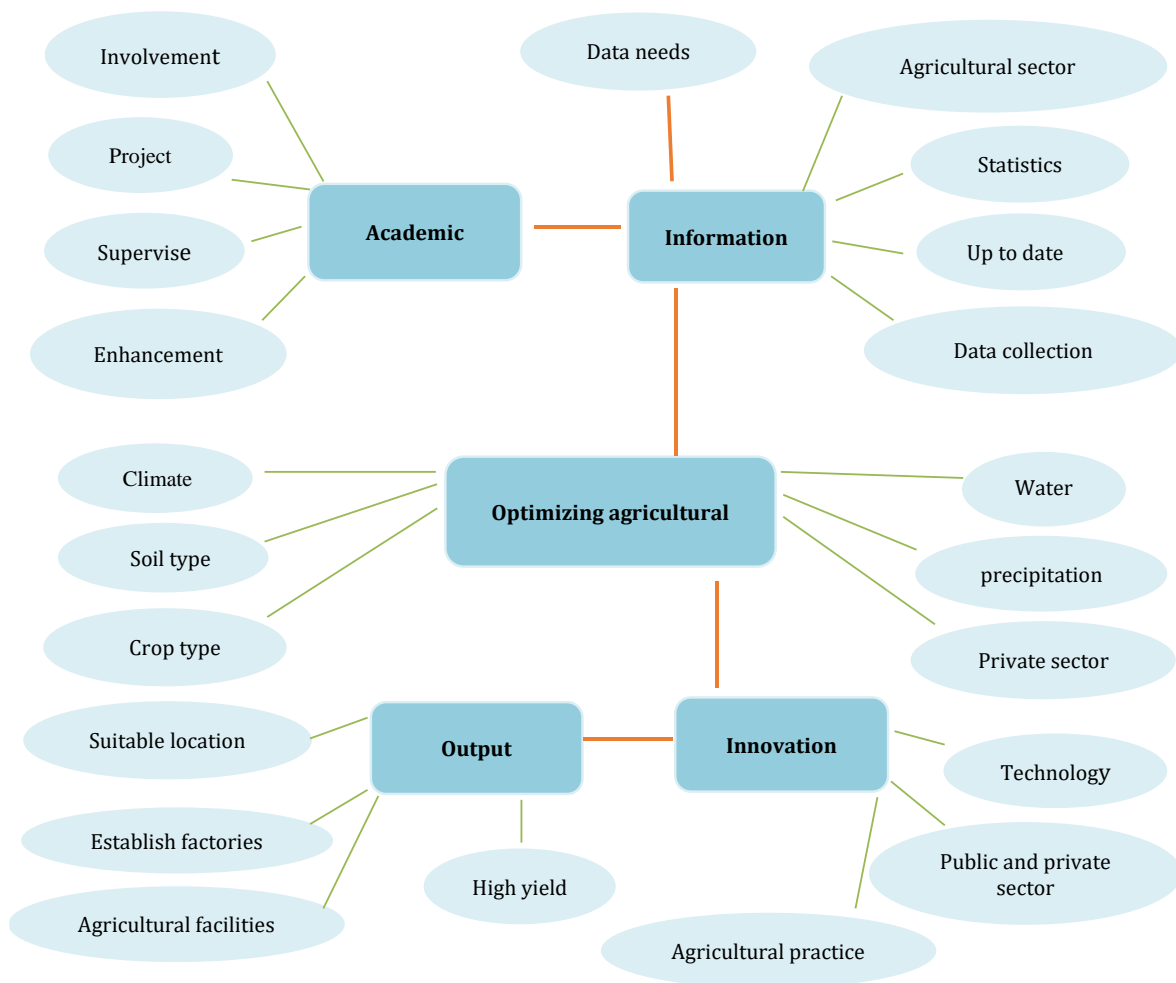 Involvement
Data needs
Agricultural sector
Project
Statistics
Academic
Information
Supervise
Up to date
Enhancement
Data collection
Climate
Water
Optimizing agricultural
Soil type
precipitation
Crop type
Private sector
Suitable location
Output
Innovation
Technology
Establish factories
High yield
Public and private
sector
Agricultural facilities
Agricultural practice